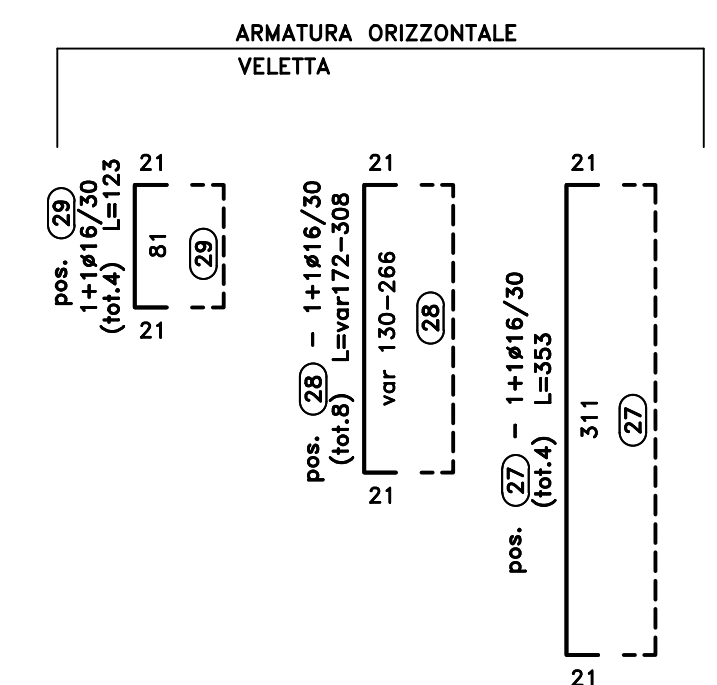 ARMATURA ORIZZONTALE
VELETTA
21
pos. 29
1+1ø16/30
(tot.4) L=123
81
29
21
21
pos. 28 - 1+1ø16/30
(tot.8) L=var172-308
var 130-266
28
21
21
pos. 27 - 1+1ø16/30
(tot.4) L=353
311
27
21